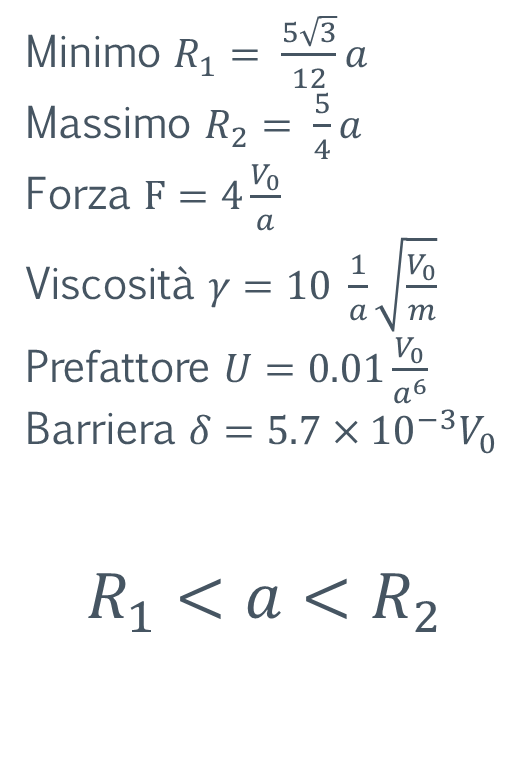 Minimo R₁ = 5√3/12 a
Massimo R₂ = 5/4 a
Forza F = 4 V₀/a
Viscosità γ = 10 1/a √(V₀/m)
Prefattore U = 0.01 V₀/a⁶
Barriera δ = 5.7 × 10⁻³V₀
R₁ < a < R₂